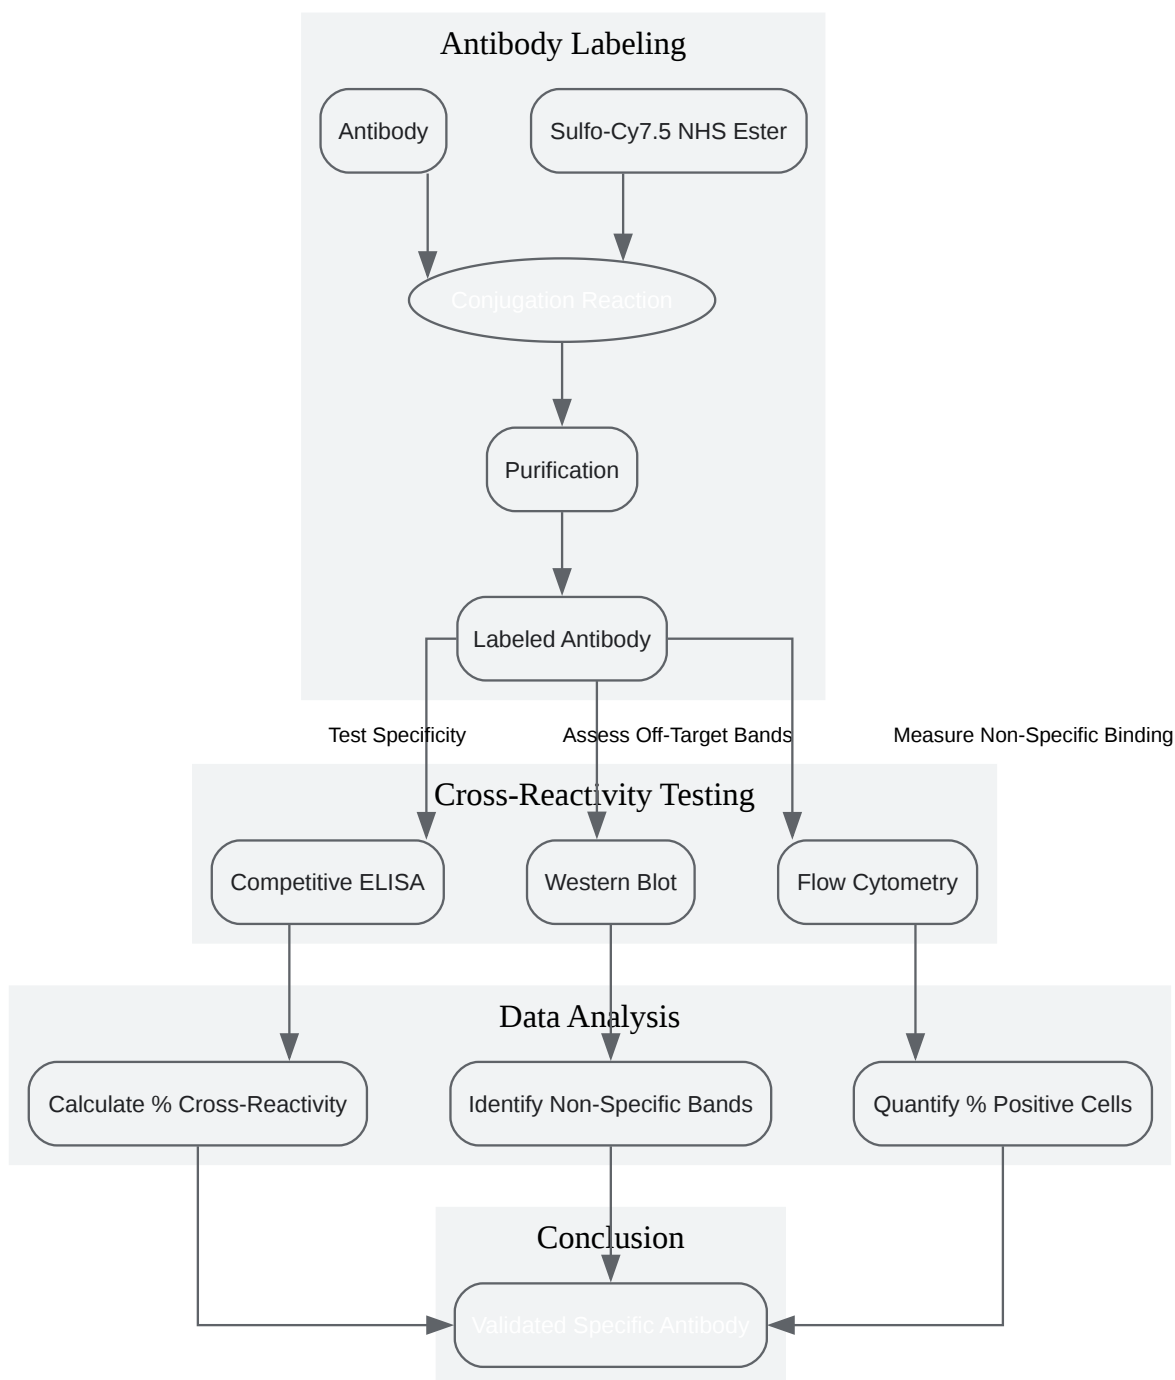 Antibody Labeling
Antibody
Sulfo-Cy7.5 NHS Ester
Conjugation Reaction
Purification
Labeled Antibody
Test Specificity
Assess Off-Target Bands
Measure Non-Specific Binding
Cross-Reactivity Testing
Competitive ELISA
Western Blot
Flow Cytometry
Data Analysis
Calculate % Cross-Reactivity
Identify Non-Specific Bands
Quantify % Positive Cells
Conclusion
Validated Specific Antibody